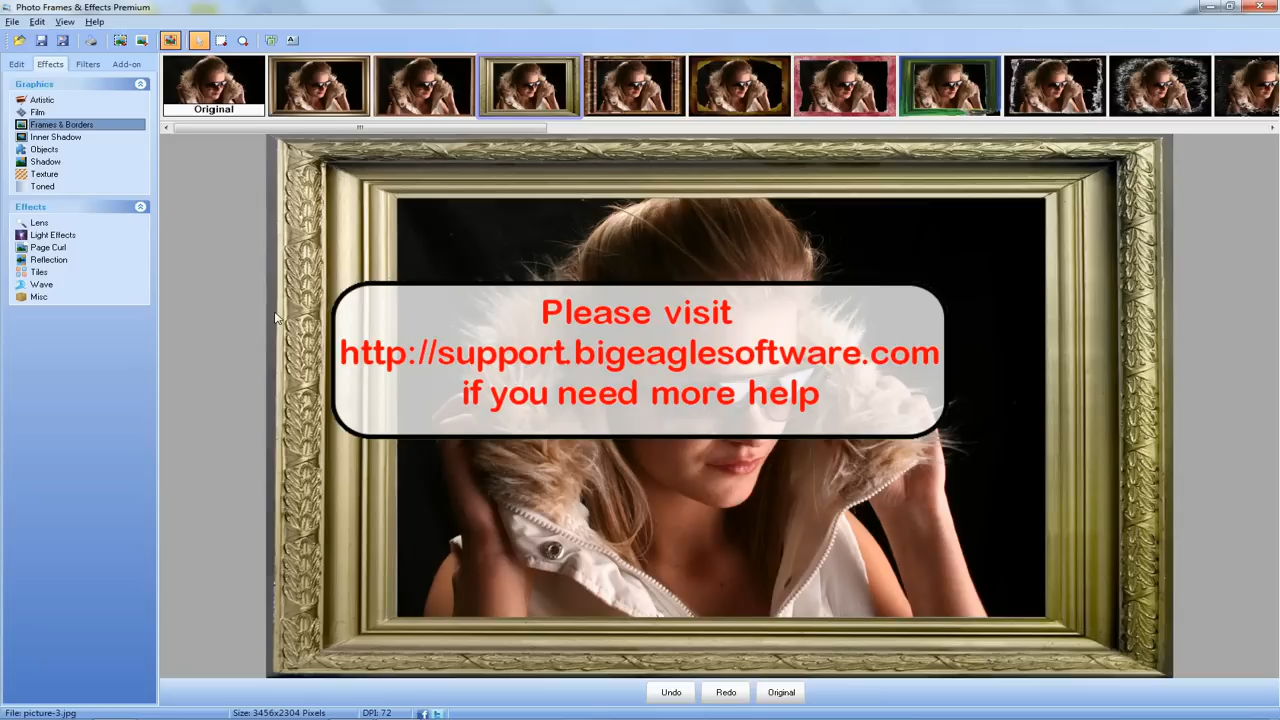 Photo Frames & Effects Premium
File Edit View Help
Edit Effects Filters Add-on
Original
Graphics
Artistic
Film
Frames & Borders
Inner Shadow
Objects
Shadow
Texture
Toned
Effects
Lens
Light Effects
Page Curl
Reflection
Tiles
Wave
Misc
Please visit
http://support.bigeaglesoftware.com
if you need more help
Undo Redo Original
File: picture-3.jpg Size: 3456x2304 Pixels DPI: 72